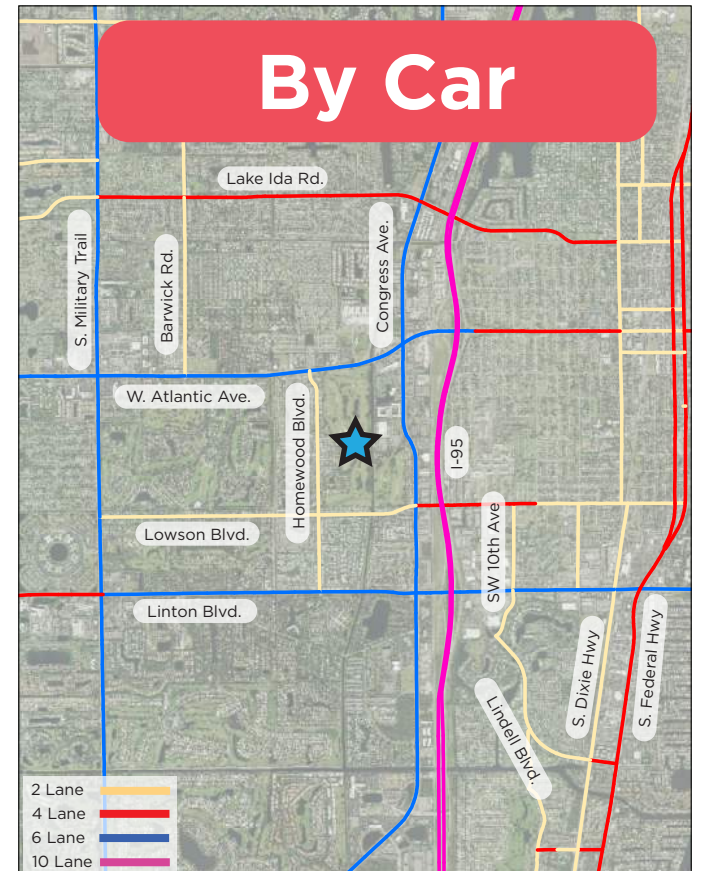 By Car
Lake Ida Rd.
S. Military Trail
Barwick Rd.
Congress Ave.
W. Atlantic Ave.
Homewood Blvd.
I-95
Lowson Blvd.
SW 10th Ave
Linton Blvd.
S. Dixie Hwy
S. Federal Hwy
Lindell Blvd.
2 Lane
4 Lane
6 Lane
10 Lane